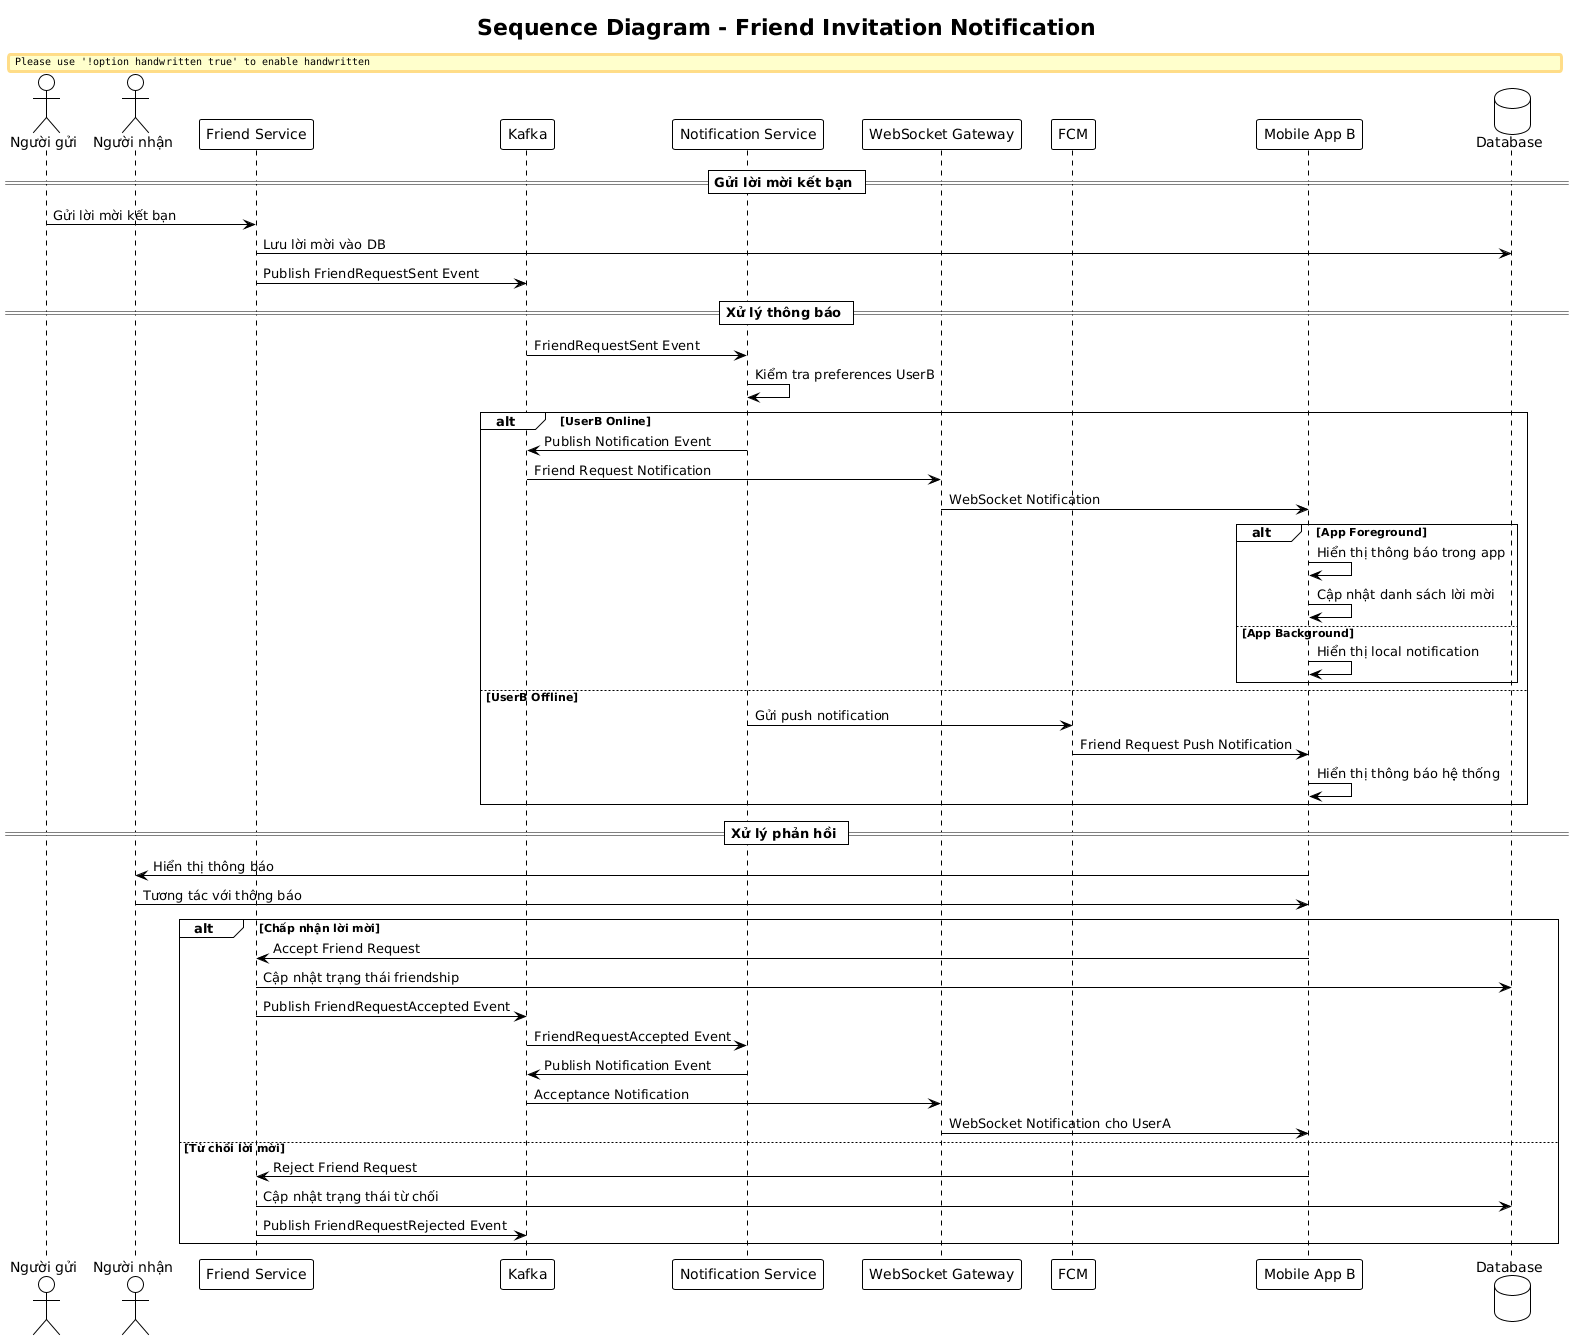 Sequence Diagram - Friend Invitation Notification
Please use '!option handwritten true' to enable handwritten
Người gửi
Người nhận
Friend Service
Kafka
Notification Service
WebSocket Gateway
FCM
Mobile App B
Database
Gửi lời mời kết bạn
Gửi lời mời kết bạn
Lưu lời mời vào DB
Publish FriendRequestSent Event
Xử lý thông báo
FriendRequestSent Event
Kiểm tra preferences UserB
alt [UserB Online]
Publish Notification Event
Friend Request Notification
WebSocket Notification
alt [App Foreground]
Hiển thị thông báo trong app
Cập nhật danh sách lời mời
[App Background]
Hiển thị local notification
[UserB Offline]
Gửi push notification
Friend Request Push Notification
Hiển thị thông báo hệ thống
Xử lý phản hồi
Hiển thị thông báo
Tương tác với thông báo
alt [Chấp nhận lời mời]
Accept Friend Request
Cập nhật trạng thái friendship
Publish FriendRequestAccepted Event
FriendRequestAccepted Event
Publish Notification Event
Acceptance Notification
WebSocket Notification cho UserA
[Từ chối lời mời]
Reject Friend Request
Cập nhật trạng thái từ chối
Publish FriendRequestRejected Event
Người gửi
Người nhận
Friend Service
Kafka
Notification Service
WebSocket Gateway
FCM
Mobile App B
Database